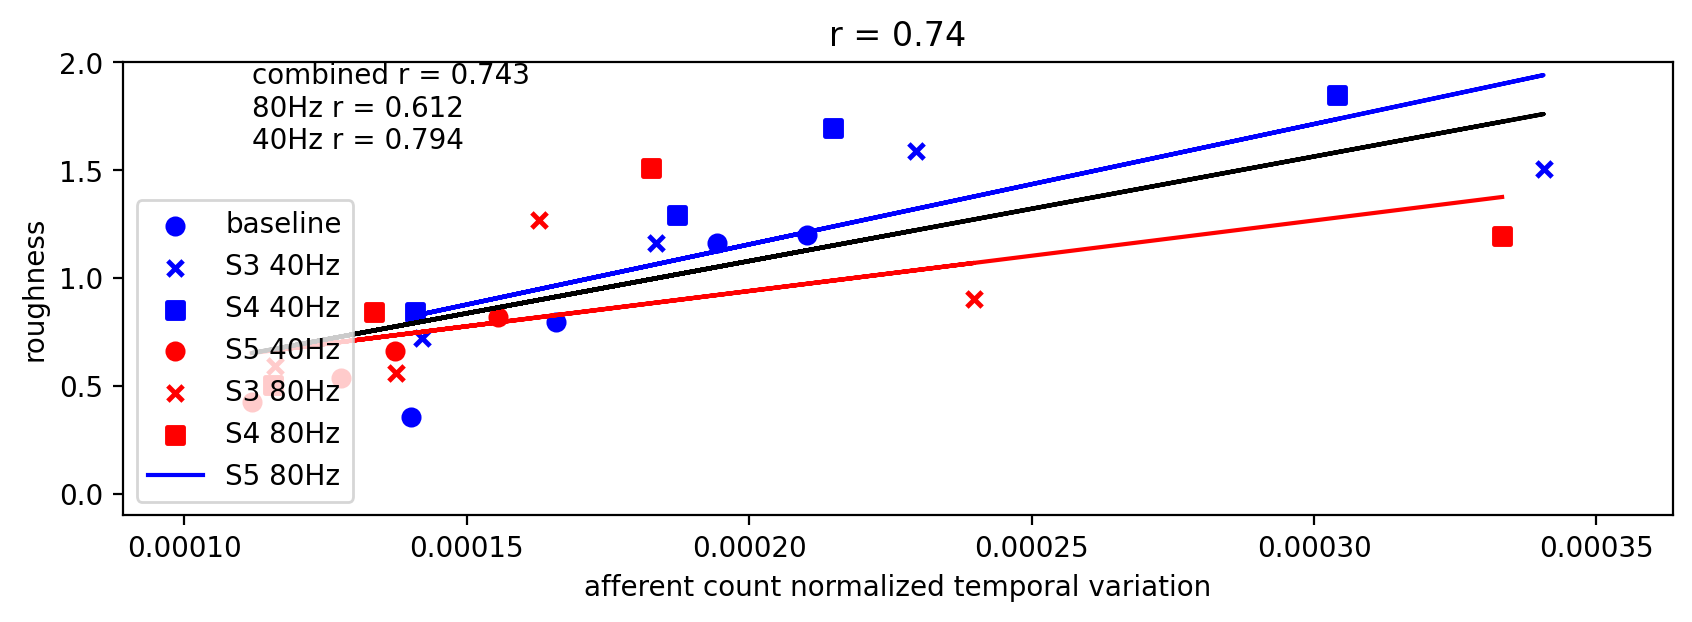 r = 0.74
combined r = 0.743
80Hz r = 0.612
40Hz r = 0.794
2.0
1.5
1.0
0.5
0.0
roughness
baseline
S3 40Hz
S4 40Hz
S5 40Hz
S3 80Hz
S4 80Hz
S5 80Hz
0.00010 0.00015 0.00020 0.00025 0.00030 0.00035
afferent count normalized temporal variation